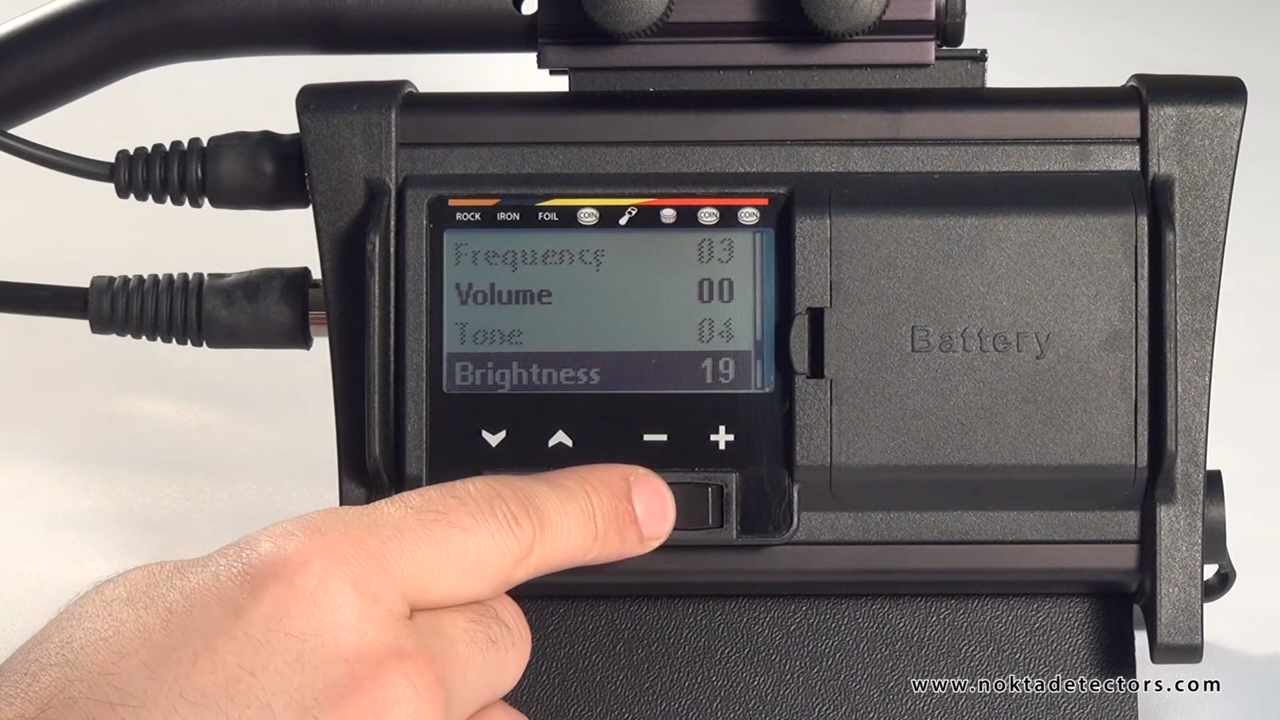 ROCK IRON FOIL COIN COIN COIN
Frequency 03
Volume 00
Tone 04
Brightness 19
Battery
www.noktadetectors.com